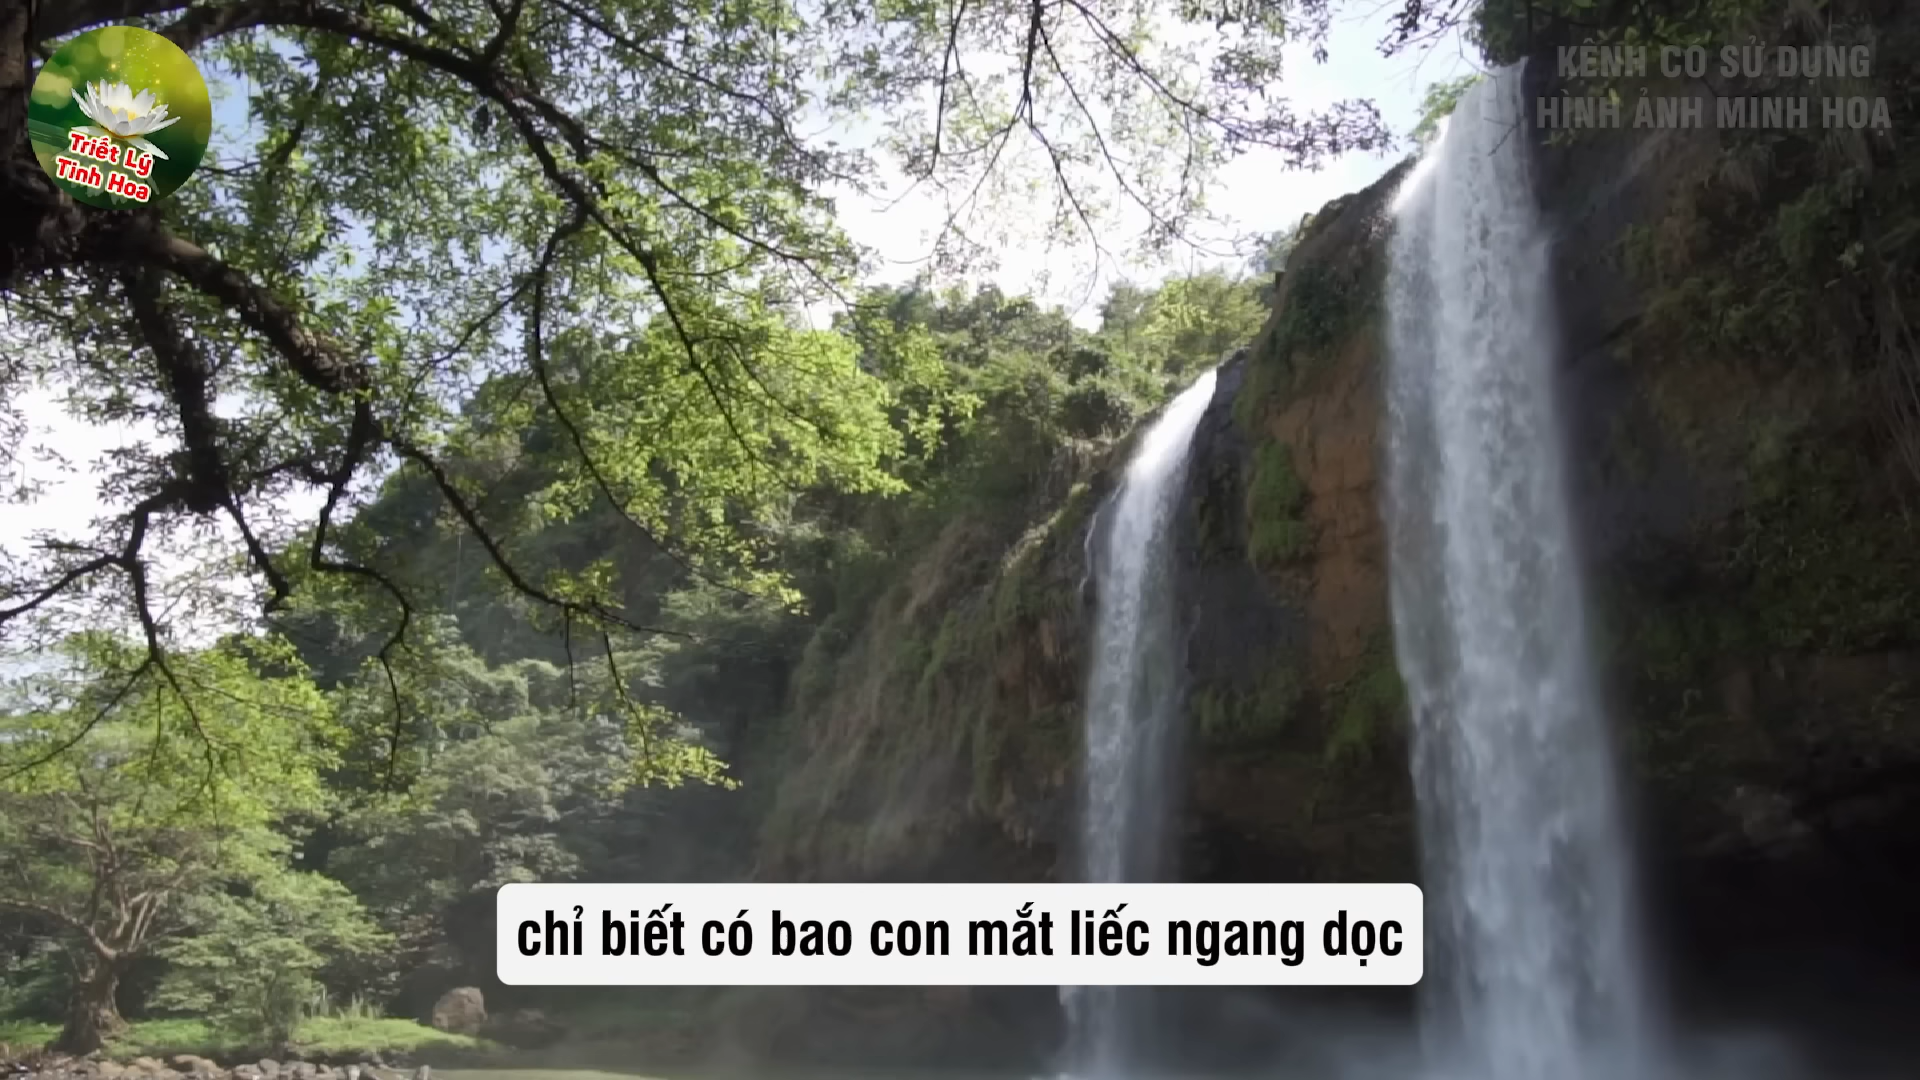 Triết Lý
Tinh Hoa
KÊNH CÓ SỬ DỤNG
HÌNH ẢNH MINH HOẠ
chỉ biết có bao con mắt liếc ngang dọc